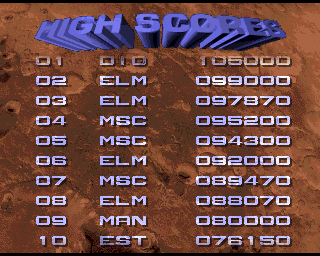 HIGH SCORES
01 DID 105000
02 ELM 099000
03 ELM 097870
04 MSC 095200
05 MSC 094300
06 ELM 092000
07 MSC 089470
08 ELM 088070
09 MAN 080000
10 EST 076150